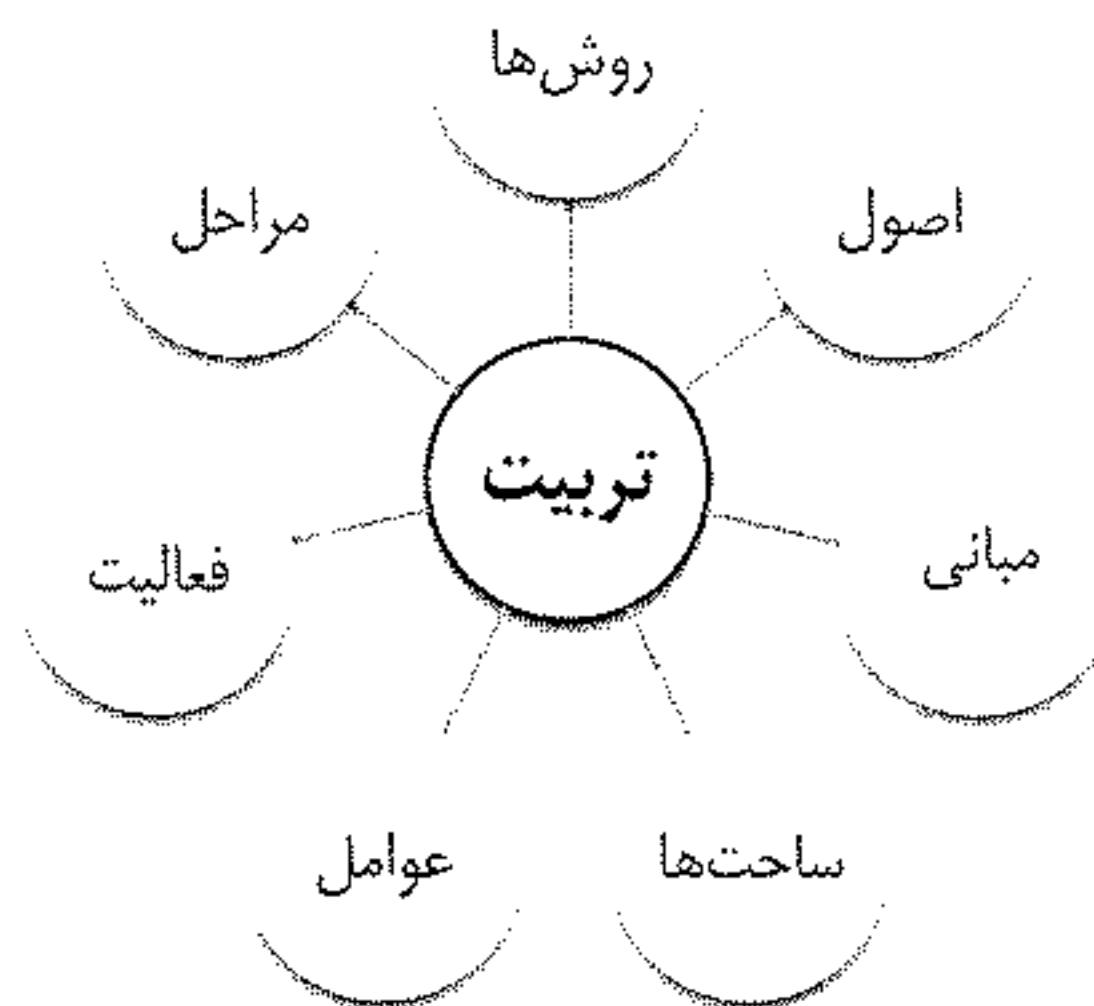 روش‌ها
اصول
مراحل
تربیت
مبانی
فعالیت
ساحت‌ها
عوامل